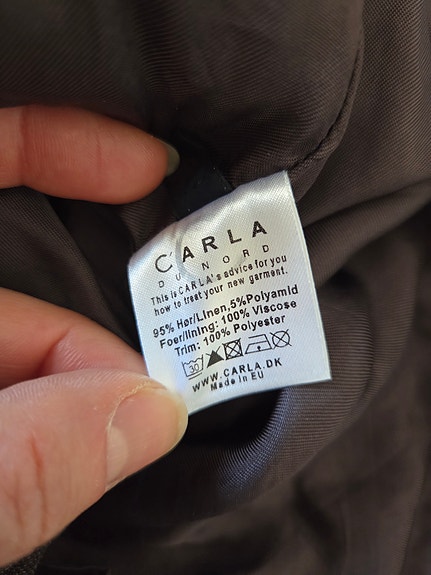 CARLA
DU NORD
This is CARLA's advice for you
how to treat your new garment.
95% Hør/Linen,5%Polyamid
Foer/lining: 100% Viscose
Trim: 100% Polyester
30
WWW.CARLA.DK
Made in EU